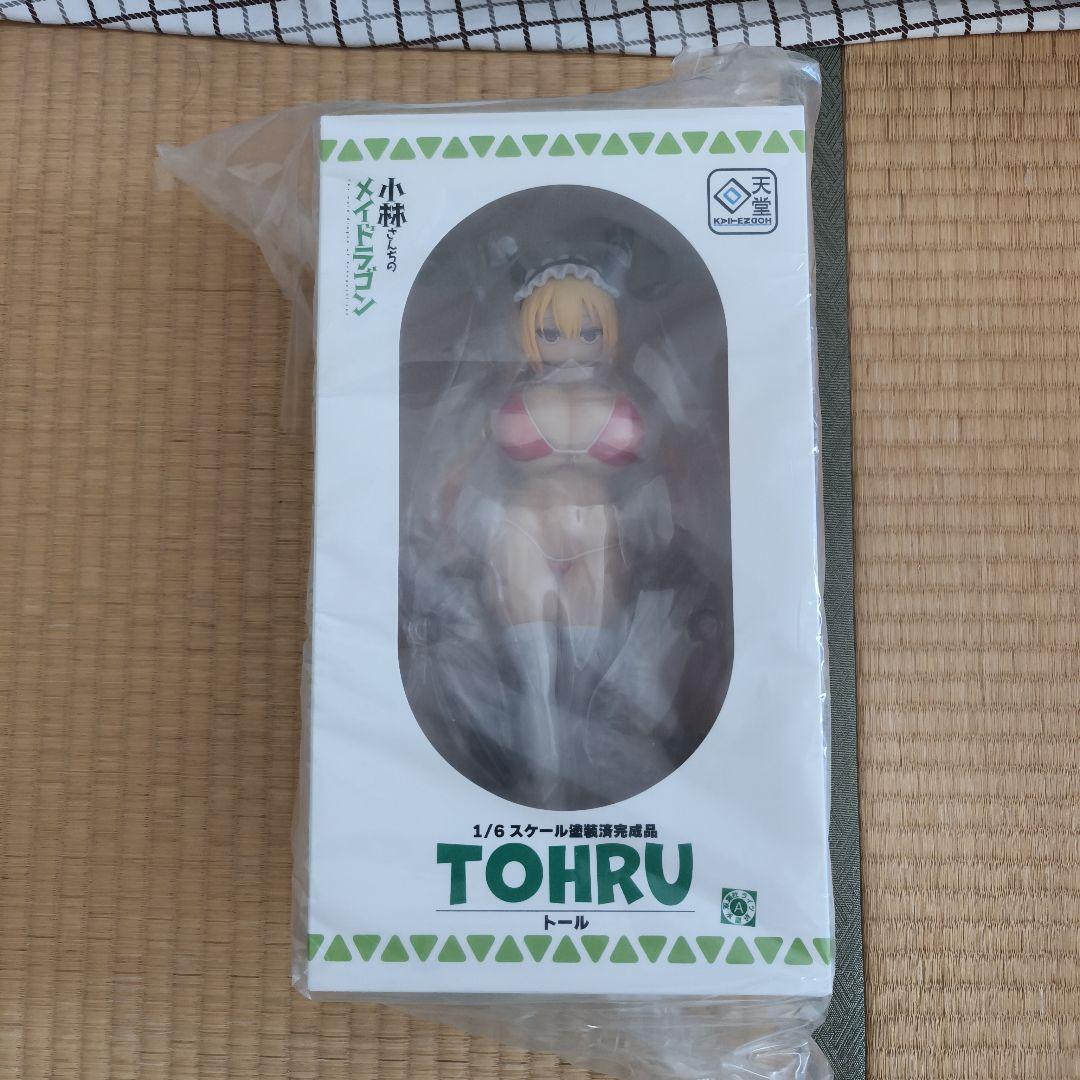 小林さんちの
メイドラゴン
天堂
KAITENDOH
1/6 スケール塗装済完成品
TOHRU
トール
A